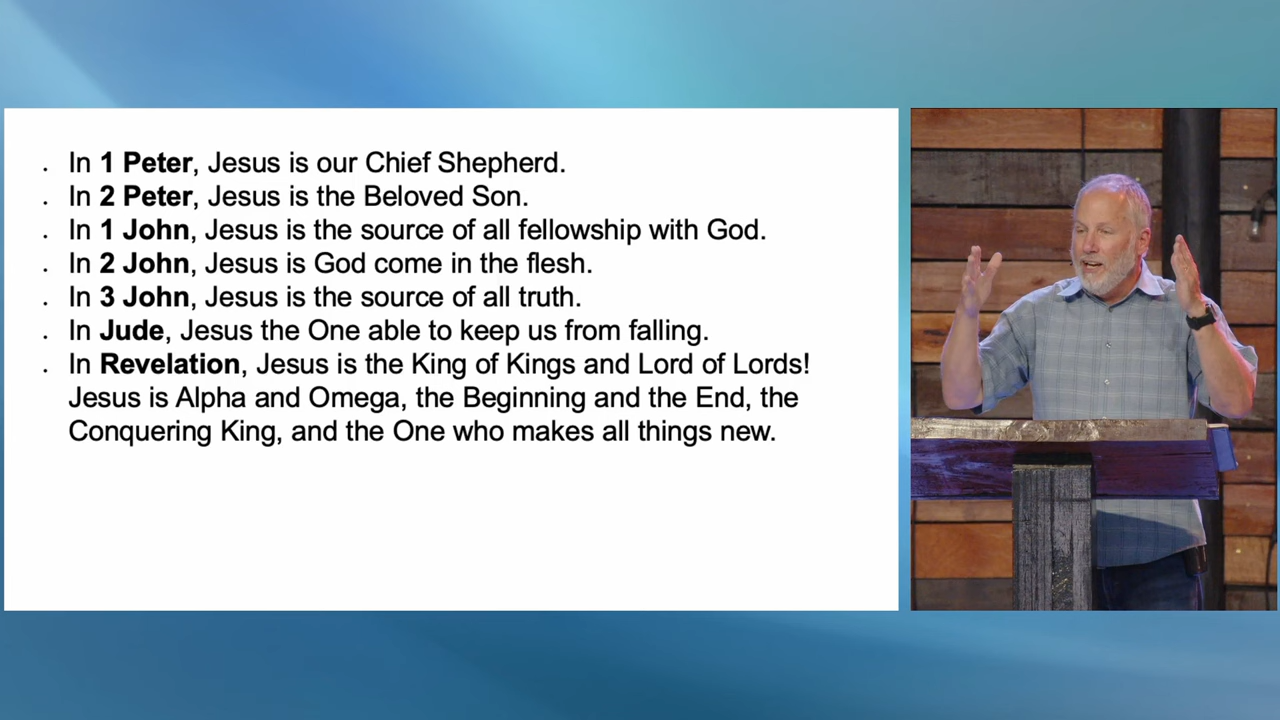 In 1 Peter, Jesus is our Chief Shepherd.
In 2 Peter, Jesus is the Beloved Son.
In 1 John, Jesus is the source of all fellowship with God.
In 2 John, Jesus is God come in the flesh.
In 3 John, Jesus is the source of all truth.
In Jude, Jesus the One able to keep us from falling.
In Revelation, Jesus is the King of Kings and Lord of Lords!
Jesus is Alpha and Omega, the Beginning and the End, the
Conquering King, and the One who makes all things new.